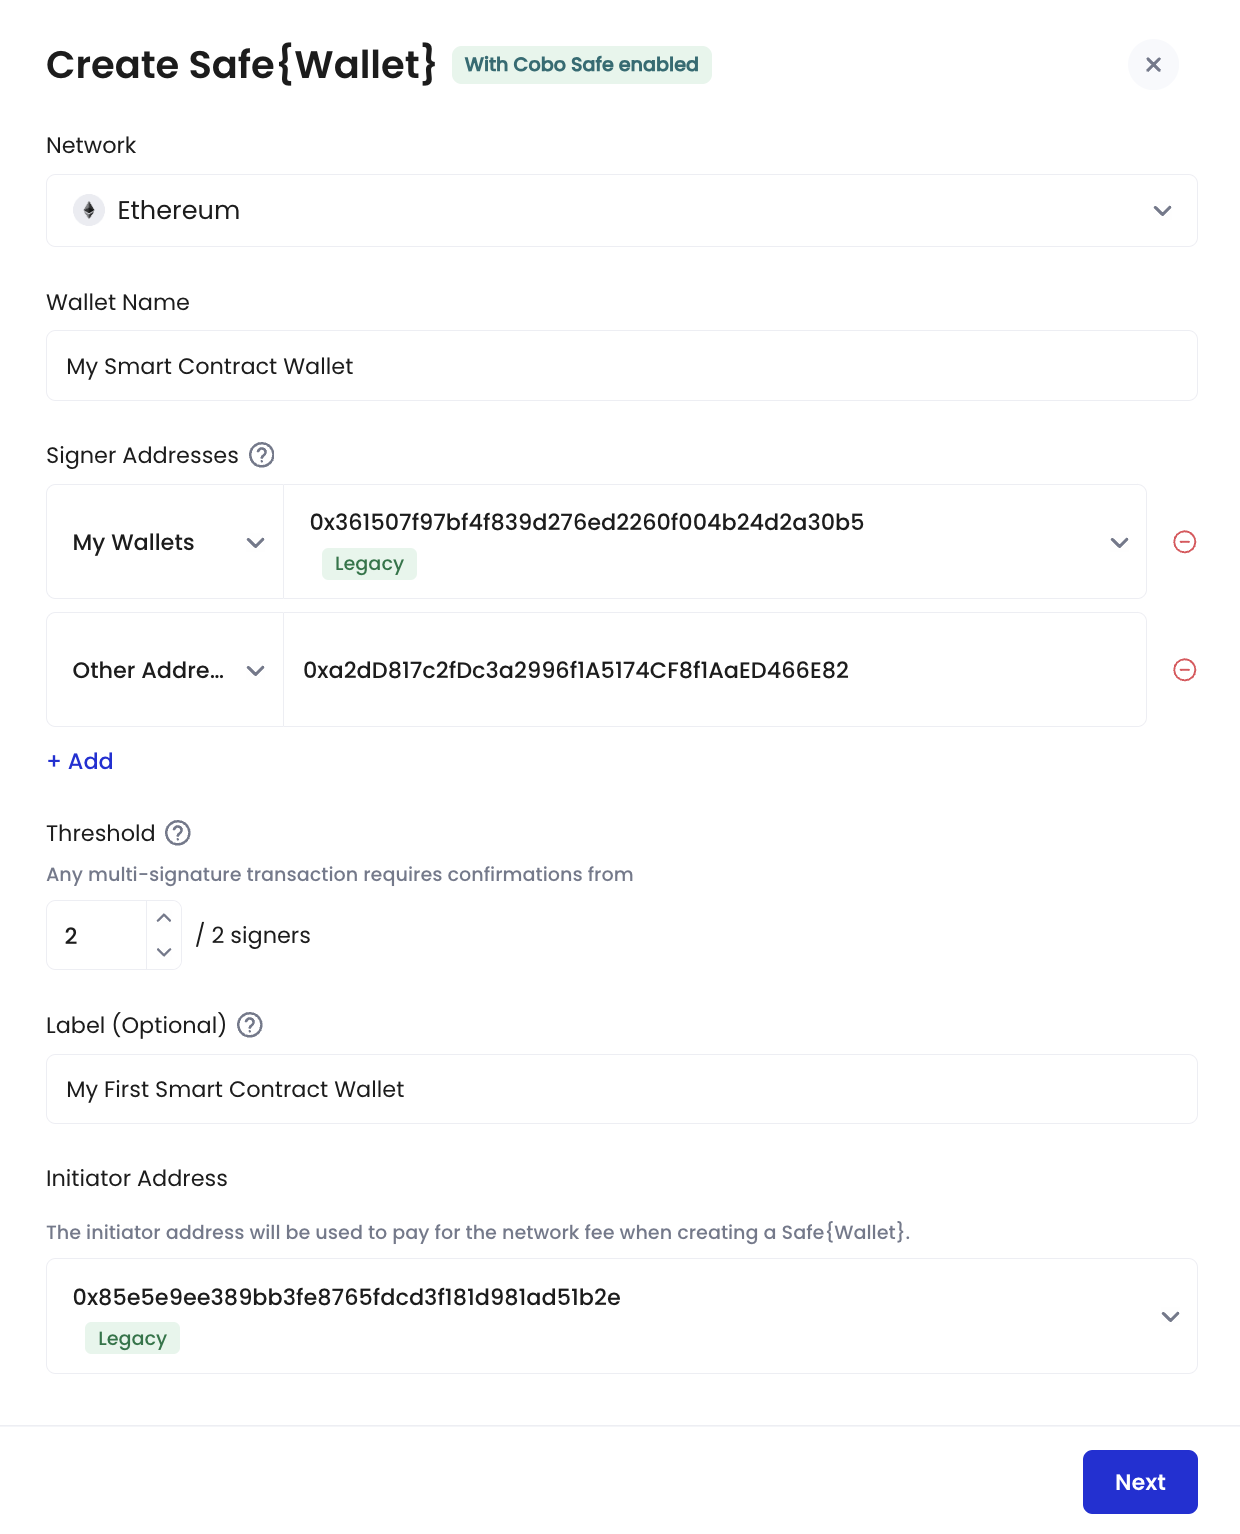 Create Safe{Wallet} With Cobo Safe enabled
Network
Ethereum
Wallet Name
My Smart Contract Wallet
Signer Addresses
My Wallets
0x361507f97bf4f839d276ed2260f004b24d2a30b5
Legacy
Other Addre...
0xa2dD817c2fDc3a2996f1A5174CF8f1AaED466E82
+ Add
Threshold
Any multi-signature transaction requires confirmations from
2 / 2 signers
Label (Optional)
My First Smart Contract Wallet
Initiator Address
The initiator address will be used to pay for the network fee when creating a Safe{Wallet}.
0x85e5e9ee389bb3fe8765fdcd3f181d981ad51b2e
Legacy
Next